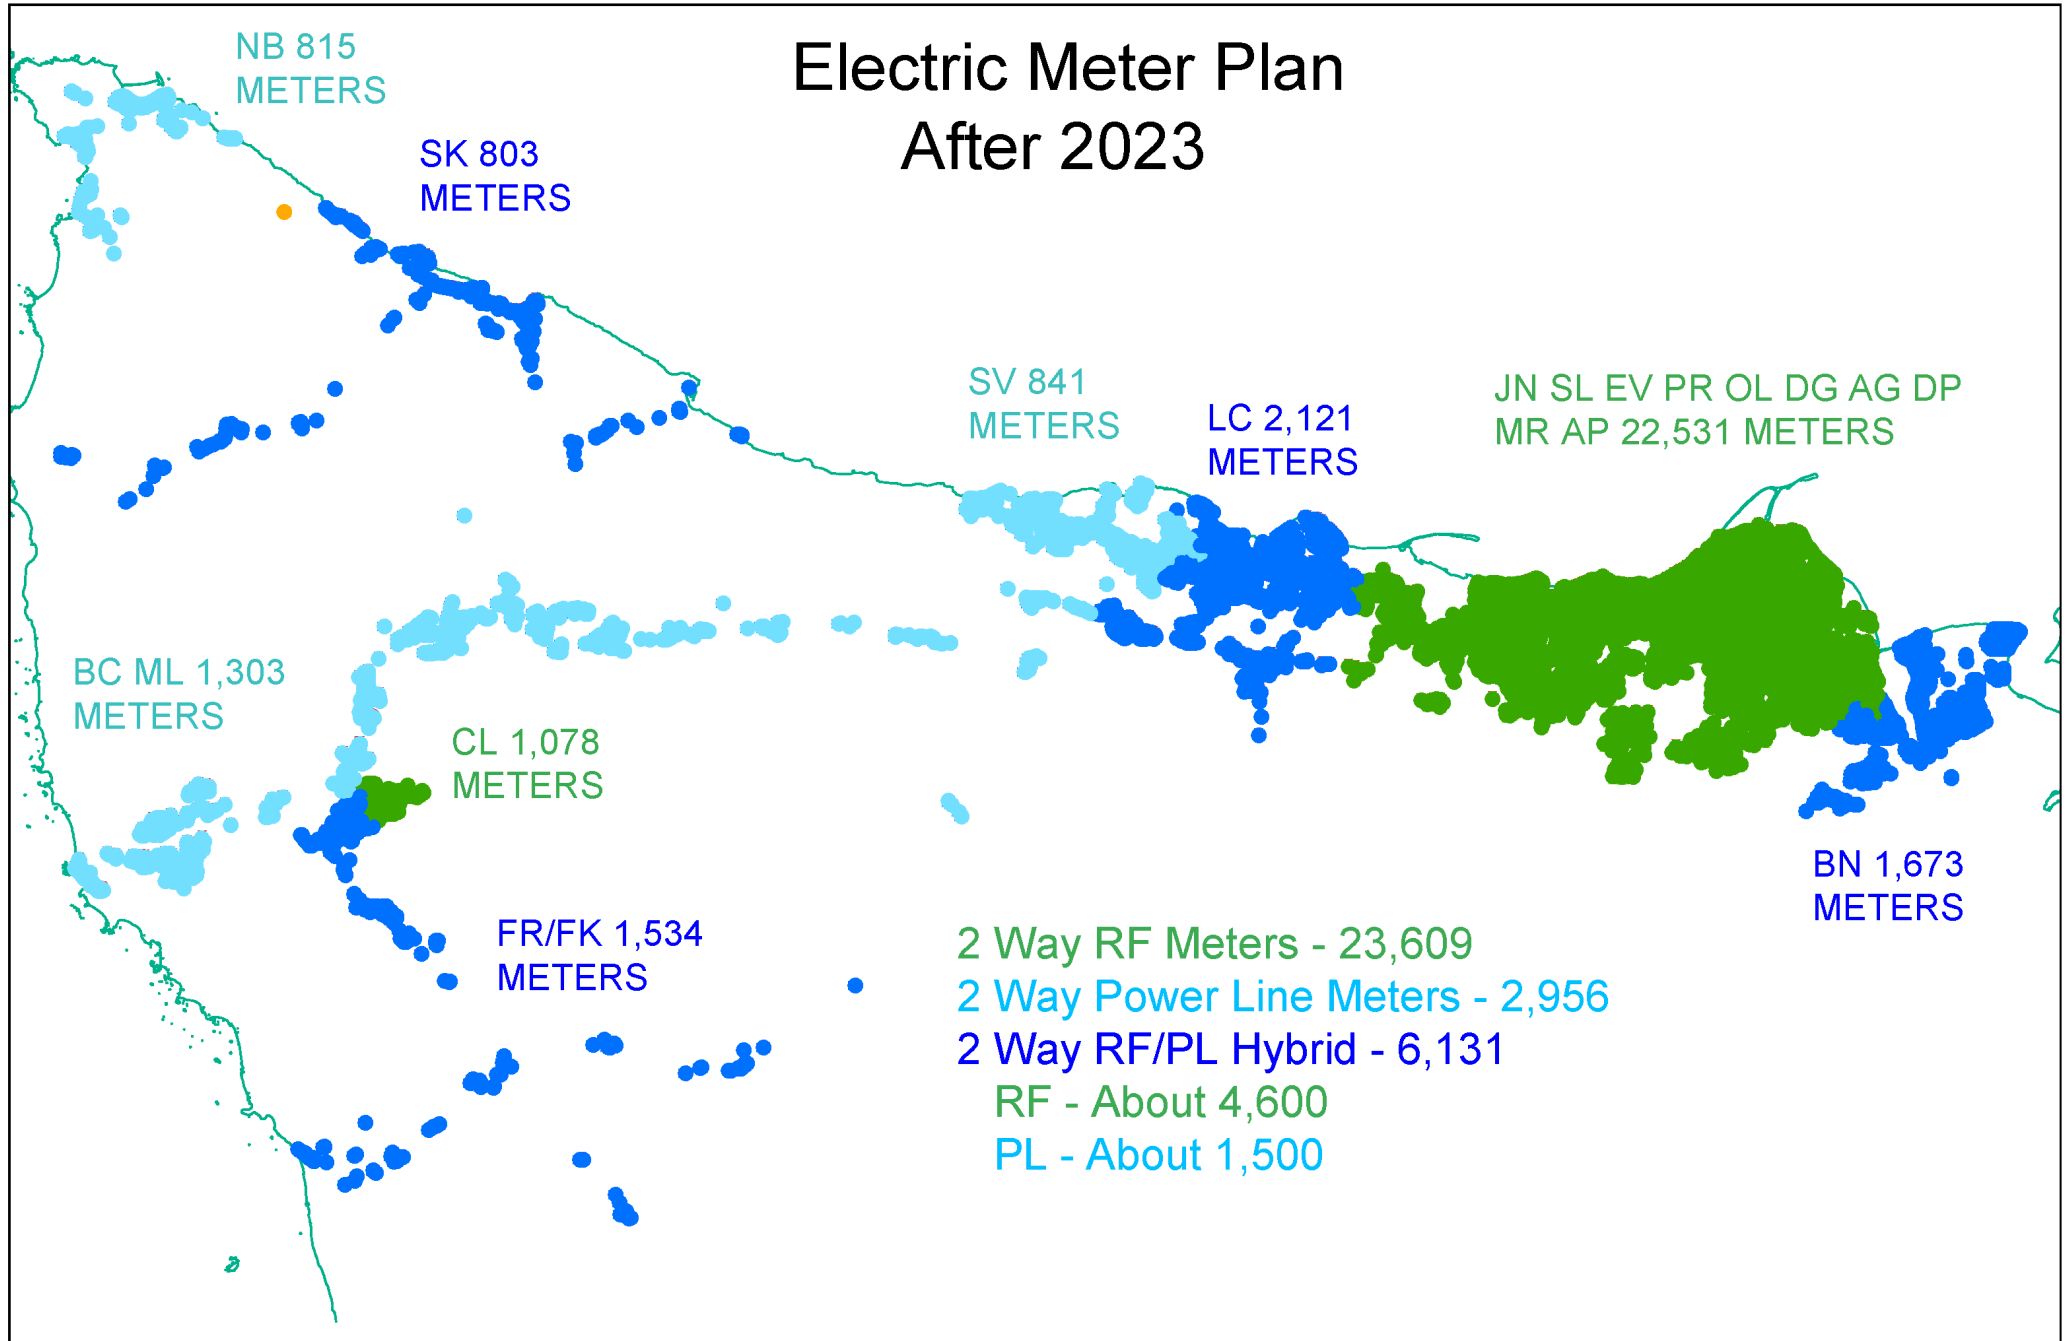 Electric Meter Plan
After 2023
NB 815
METERS
SK 803
METERS
SV 841
METERS
LC 2,121
METERS
JN SL EV PR OL DG AG DP
MR AP 22,531 METERS
BC ML 1,303
METERS
CL 1,078
METERS
BN 1,673
METERS
FR/FK 1,534
METERS
2 Way RF Meters - 23,609
2 Way Power Line Meters - 2,956
2 Way RF/PL Hybrid - 6,131
RF - About 4,600
PL - About 1,500